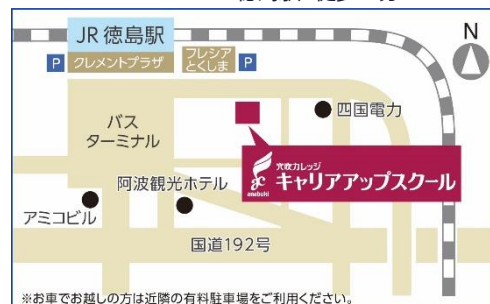 JR 徳島駅
N
P
クレメントプラザ
フレシア
とくしま
P
四国電力
バス
ターミナル
穴吹カレッジ
キャリアアップスクール
anabuki
阿波観光ホテル
アミコビル
国道192号
※お車でお越しの方は近隣の有料駐車場をご利用ください。